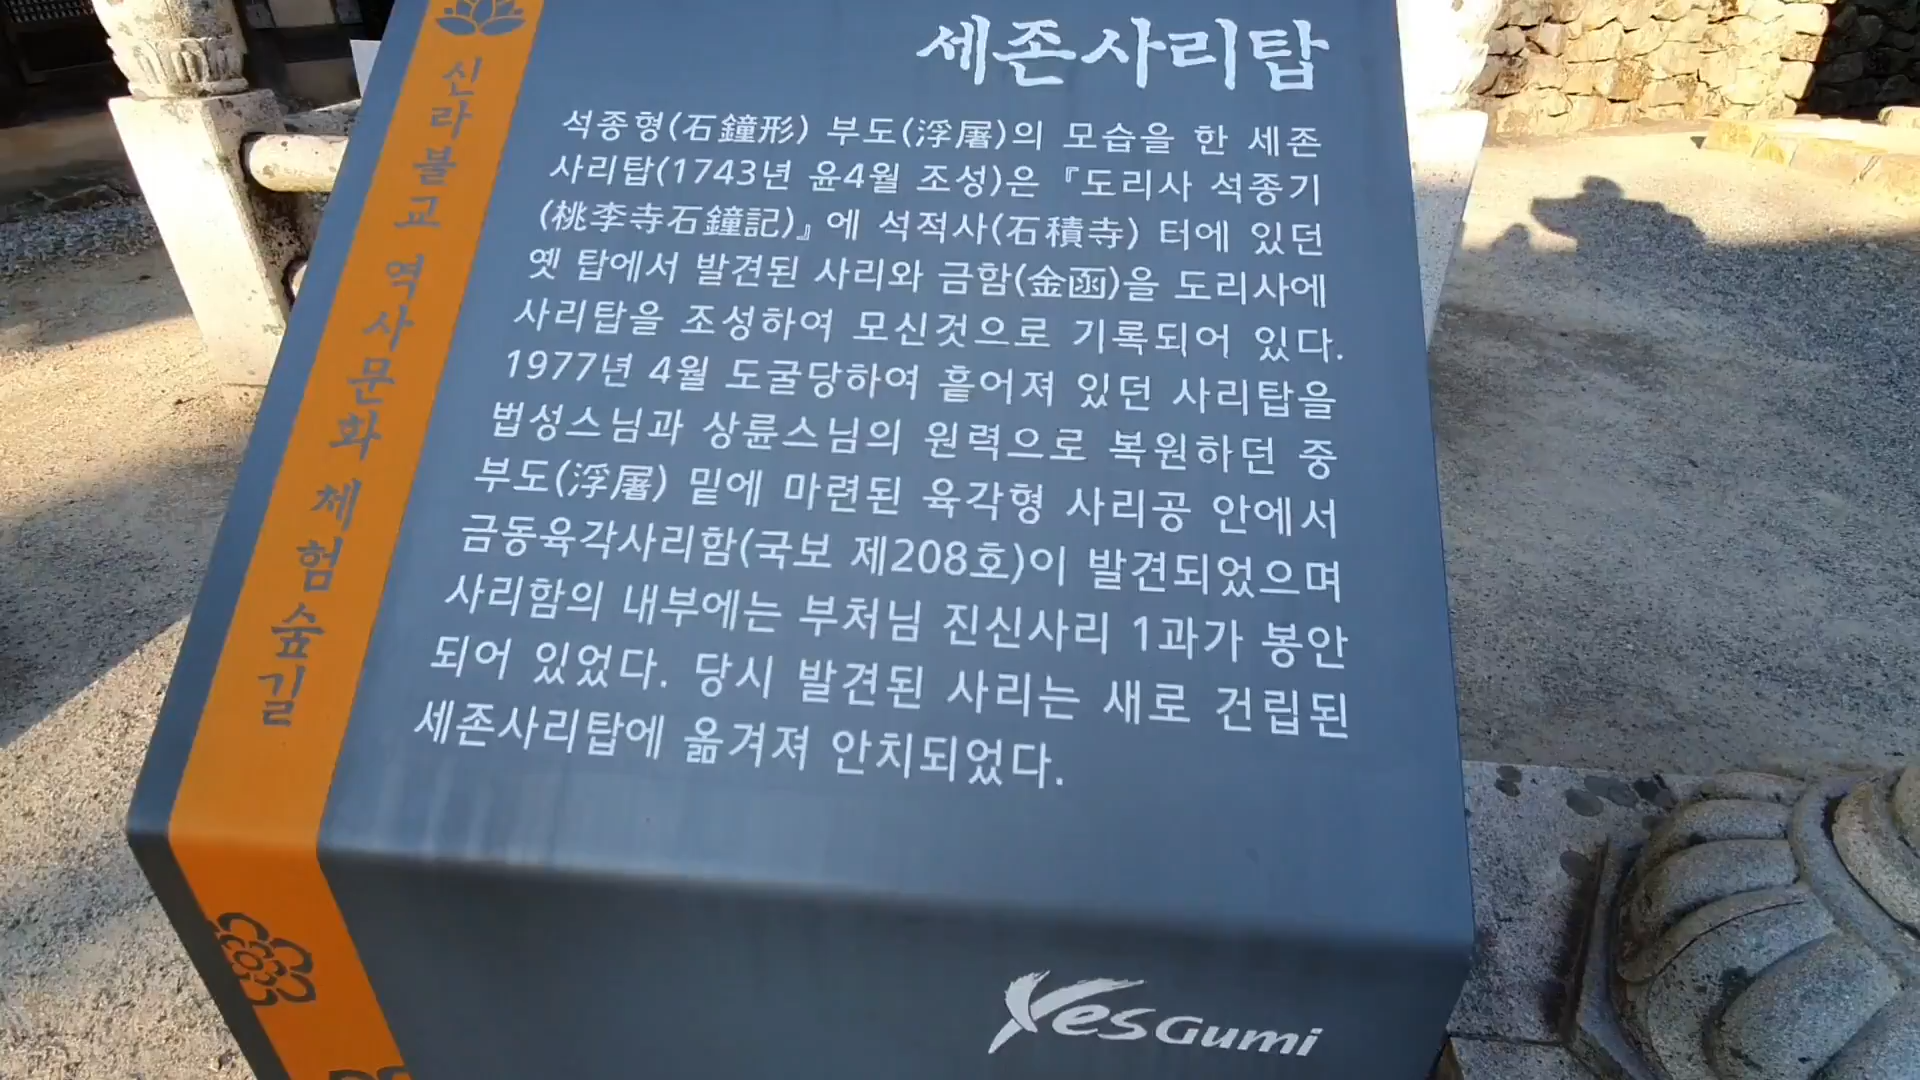 세존사리탑
석종형(石鐘形) 부도(浮屠)의 모습을 한 세존
사리탑(1743년 윤4월 조성)은 『도리사 석종기
(桃李寺石鐘記)』에 석적사(石積寺) 터에 있던
옛 탑에서 발견된 사리와 금함(金函)을 도리사에
사리탑을 조성하여 모신것으로 기록되어 있다.
1977년 4월 도굴당하여 흩어져 있던 사리탑을
법성스님과 상륜스님의 원력으로 복원하던 중
부도(浮屠) 밑에 마련된 육각형 사리공 안에서
금동육각사리함(국보 제208호)이 발견되었으며
사리함의 내부에는 부처님 진신사리 1과가 봉안
되어 있었다. 당시 발견된 사리는 새로 건립된
세존사리탑에 옮겨져 안치되었다.
신라불교 역사문화 체험 숲길
Yes Gumi